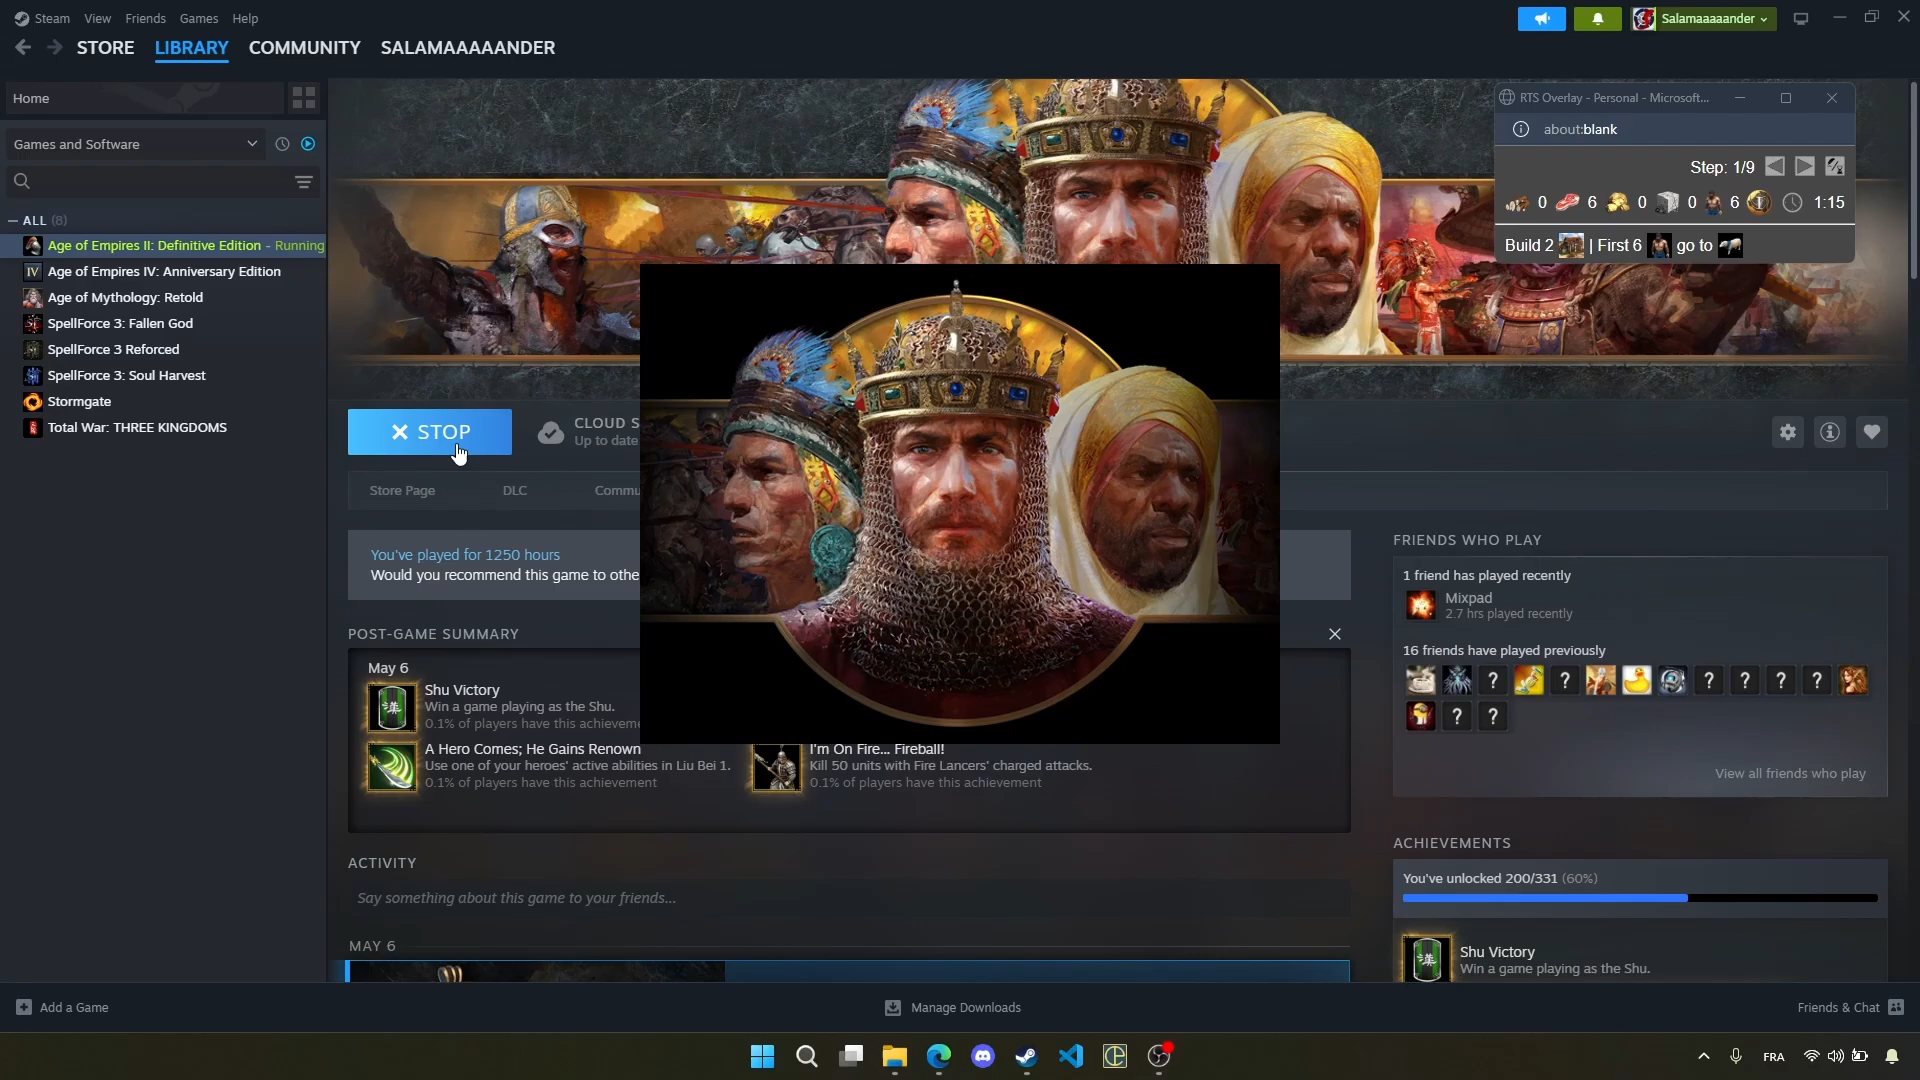 Steam View Friends Games Help
Salamaaaaander
STORE LIBRARY COMMUNITY SALAMAAAAANDER
Home
Games and Software
ALL (8)
Age of Empires II: Definitive Edition - Running
Age of Empires IV: Anniversary Edition
Age of Mythology: Retold
SpellForce 3: Fallen God
SpellForce 3 Reforced
SpellForce 3: Soul Harvest
Stormgate
Total War: THREE KINGDOMS
RTS Overlay - Personal - Microsoft...
about:blank
Step: 1/9
0 6 0 0 6 1:15
Build 2 | First 6 go to
STOP
CLOUD S
Up to date
Store Page DLC Commu
You've played for 1250 hours
Would you recommend this game to othe
POST-GAME SUMMARY
May 6
Shu Victory
Win a game playing as the Shu.
0.1% of players have this achieveme
A Hero Comes; He Gains Renown
Use one of your heroes' active abilities in Liu Bei 1.
0.1% of players have this achievement
I'm On Fire... Fireball!
Kill 50 units with Fire Lancers' charged attacks.
0.1% of players have this achievement
ACTIVITY
Say something about this game to your friends...
MAY 6
FRIENDS WHO PLAY
1 friend has played recently
Mixpad
2.7 hrs played recently
16 friends have played previously
View all friends who play
ACHIEVEMENTS
You've unlocked 200/331 (60%)
Shu Victory
Win a game playing as the Shu.
Add a Game
Manage Downloads
Friends & Chat
FRA